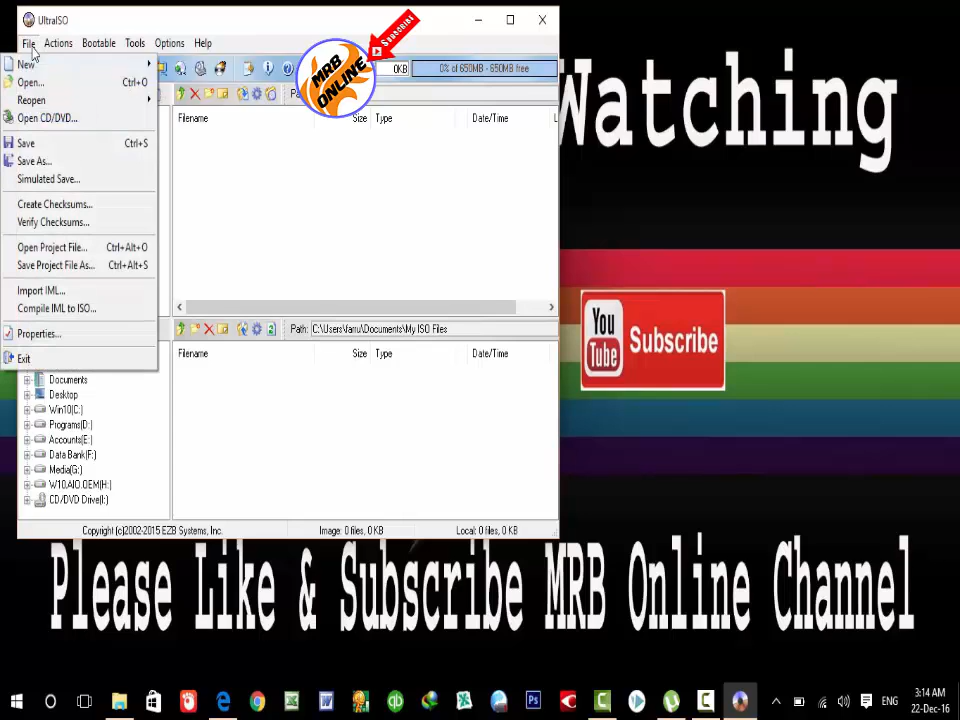 UltraISO
File Actions Bootable Tools Options Help
Subscribe
MRB
ONLINE
0KB
0% of 650MB - 650MB free
New
Open... Ctrl+O
Reopen
Open CD/DVD...
Save Ctrl+S
Save As...
Simulated Save...
Create Checksums...
Verify Checksums...
Open Project File... Ctrl+Alt+O
Save Project File As... Ctrl+Alt+S
Import IML...
Compile IML to ISO...
Properties...
Exit
Filename Size Type Date/Time L
Path: C:\Users\fanu\Documents\My ISO Files
Filename Size Type Date/Time
Documents
Desktop
Win10(C:)
Programs(D:)
Accounts(E:)
Data Bank(F:)
Media(G:)
W10.AIO.OEM(H:)
CD/DVD Drive(I:)
Copyright (c)2002-2015 EZB Systems, Inc. Image: 0 files, 0 KB Local: 0 files, 0 KB
Watching
You
Tube
Subscribe
Please Like & Subscribe MRB Online Channel
ENG
3:14 AM
22-Dec-16